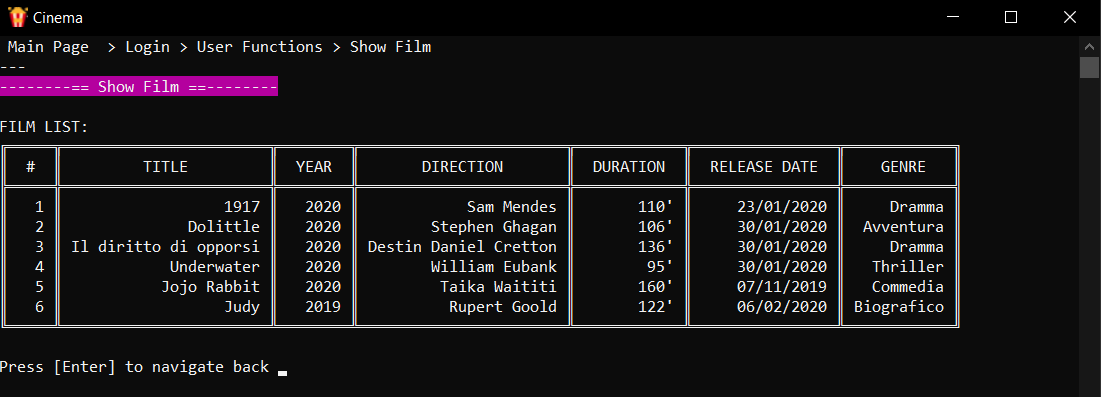 Cinema
Main Page > Login > User Functions > Show Film
---
--------== Show Film ==--------
FILM LIST:
# TITLE YEAR DIRECTION DURATION RELEASE DATE GENRE
1 1917 2020 Sam Mendes 110' 23/01/2020 Dramma
2 Dolittle 2020 Stephen Ghagan 106' 30/01/2020 Avventura
3 Il diritto di opporsi 2020 Destin Daniel Cretton 136' 30/01/2020 Dramma
4 Underwater 2020 William Eubank 95' 30/01/2020 Thriller
5 Jojo Rabbit 2020 Taika Waititi 160' 07/11/2019 Commedia
6 Judy 2019 Rupert Goold 122' 06/02/2020 Biografico
Press [Enter] to navigate back